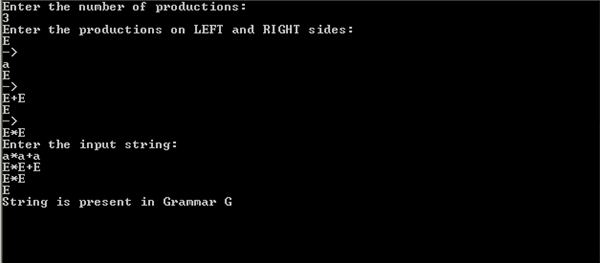 Enter the number of productions:
3
Enter the productions on LEFT and RIGHT sides:
E
->
a
E
->
E+E
E
->
E*E
Enter the input string:
a*a+a
E*E+E
E*E
E
String is present in Grammar G